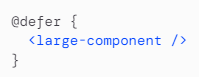 @defer {
  <large-component />
}